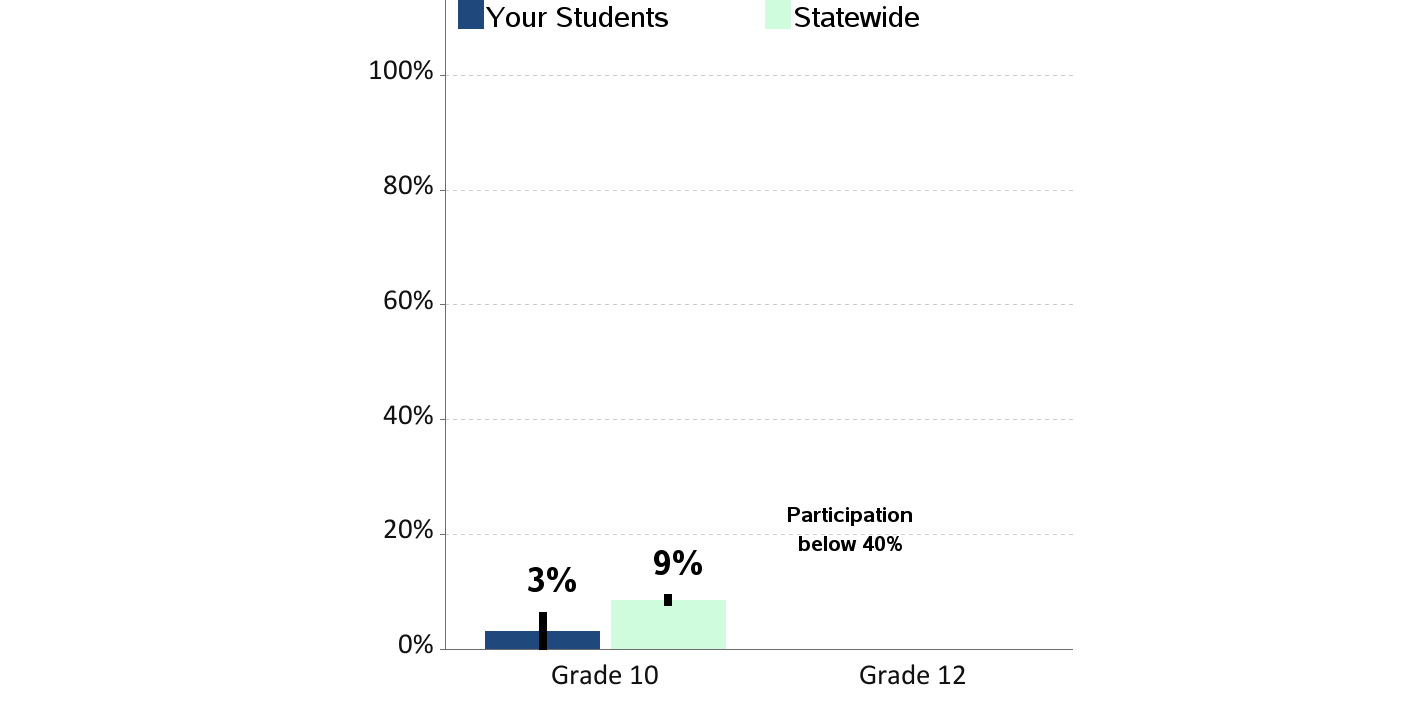 Your Students Statewide
100%
80%
60%
40%
20%
0%
Participation
below 40%
9%
3%
Grade 10 Grade 12